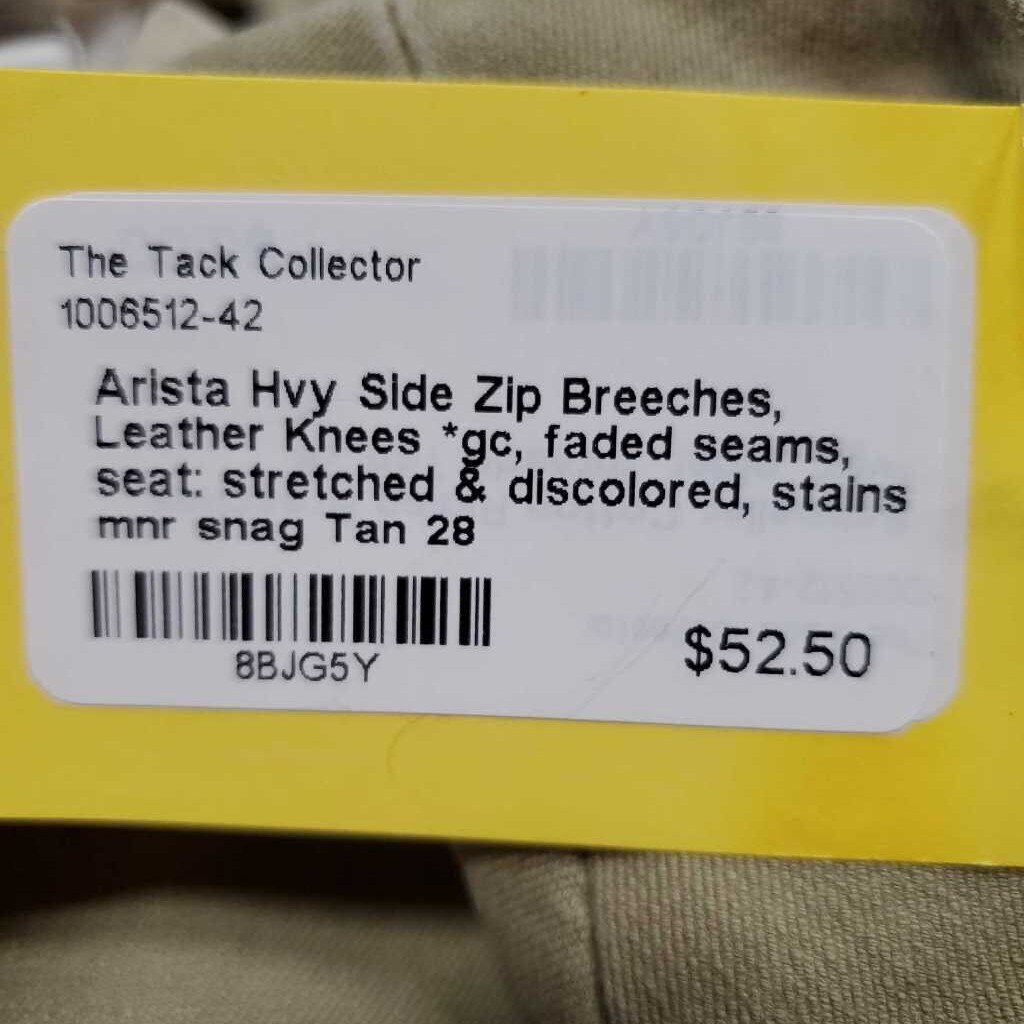 The Tack Collector
1006512-42
Arista Hvy Side Zip Breeches,
Leather Knees *gc, faded seams,
seat: stretched & discolored, stains
mnr snag Tan 28
8BJG5Y
$52.50